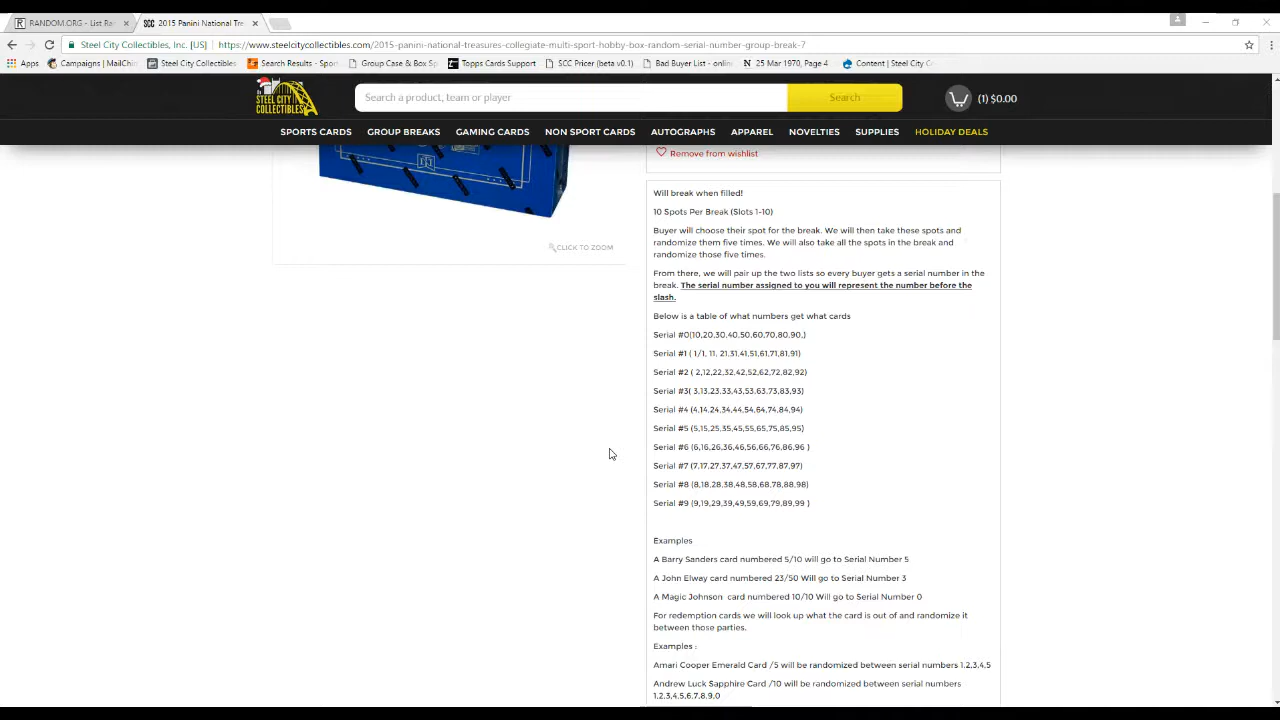 RANDOM.ORG - List Ra
SCC 2015 Panini National Tre
Steel City Collectibles, Inc. [US]
https://www.steelcitycollectibles.com/2015-panini-national-treasures-collegiate-multi-sport-hobby-box-random-serial-number-group-break-7
Apps
Campaigns | MailChi
Steel City Collectibles
Search Results - Spor
Group Case & Box Sp
Topps Cards Support
SCC Pricer (beta v0.1)
Bad Buyer List - onlin
25 Mar 1970, Page 4
Content | Steel City C
STEEL CITY COLLECTIBLES
Search a product, team or player
Search
(1) $0.00
SPORTS CARDS
GROUP BREAKS
GAMING CARDS
NON SPORT CARDS
AUTOGRAPHS
APPAREL
NOVELTIES
SUPPLIES
HOLIDAY DEALS
Remove from wishlist
CLICK TO ZOOM
Will break when filled!
10 Spots Per Break (Slots 1-10)
Buyer will choose their spot for the break. We will then take these spots and
randomize them five times. We will also take all the spots in the break and
randomize those five times.
From there, we will pair up the two lists so every buyer gets a serial number in the
break. The serial number assigned to you will represent the number before the
slash.
Below is a table of what numbers get what cards
Serial #0(10,20,30,40,50,60,70,80,90,)
Serial #1 ( 1/1, 11, 21,31,41,51,61,71,81,91)
Serial #2 ( 2,12,22,32,42,52,62,72,82,92)
Serial #3( 3,13,23,33,43,53,63,73,83,93)
Serial #4 (4,14,24,34,44,54,64,74,84,94)
Serial #5 (5,15,25,35,45,55,65,75,85,95)
Serial #6 (6,16,26,36,46,56,66,76,86,96 )
Serial #7 (7,17,27,37,47,57,67,77,87,97)
Serial #8 (8,18,28,38,48,58,68,78,88,98)
Serial #9 (9,19,29,39,49,59,69,79,89,99 )
Examples
A Barry Sanders card numbered 5/10 will go to Serial Number 5
A John Elway card numbered 23/50 Will go to Serial Number 3
A Magic Johnson card numbered 10/10 Will go to Serial Number 0
For redemption cards we will look up what the card is out of and randomize it
between those parties.
Examples :
Amari Cooper Emerald Card /5 will be randomized between serial numbers 1,2,3,4,5
Andrew Luck Sapphire Card /10 will be randomized between serial numbers
1,2,3,4,5,6,7,8,9,0